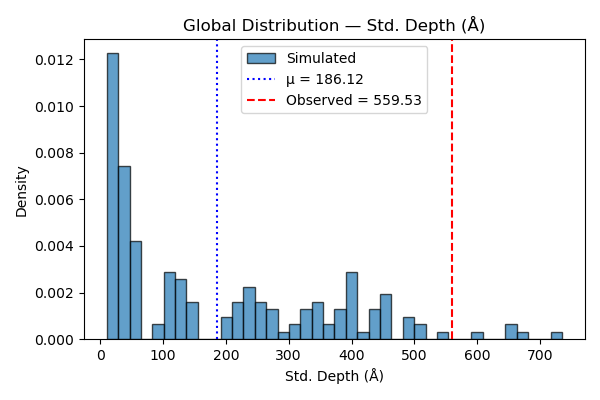 Global Distribution — Std. Depth (Å)
Simulated
μ = 186.12
Observed = 559.53
Density
0.012
0.010
0.008
0.006
0.004
0.002
0.000
0 100 200 300 400 500 600 700
Std. Depth (Å)